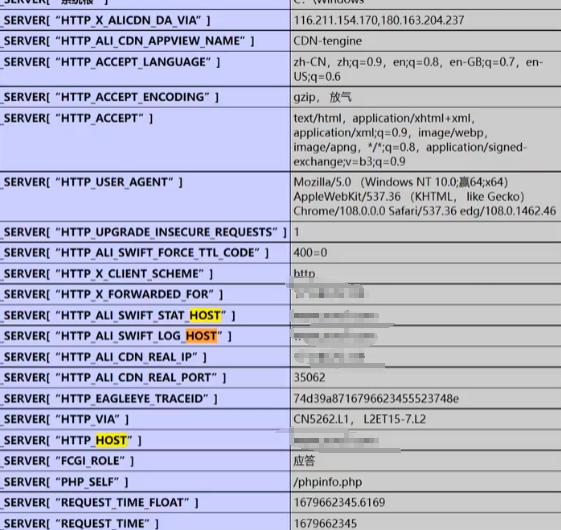 _SERVER[ “系统根” ] C: \Windows
_SERVER[ “HTTP_X_ALICDN_DA_VIA” ] 116.211.154.170,180.163.204.237
_SERVER[ “HTTP_ALI_CDN_APPVIEW_NAME” ] CDN-tengine
_SERVER[ “HTTP_ACCEPT_LANGUAGE” ] zh-CN，zh;q=0.9，en;q=0.8，en-GB;q=0.7，en-
US;q=0.6
_SERVER[ “HTTP_ACCEPT_ENCODING” ] gzip，放气
_SERVER[ “HTTP_ACCEPT” ] text/html，application/xhtml+xml，
application/xml;q=0.9，image/webp，
image/apng，*/*;q=0.8，application/signed-
exchange;v=b3;q=0.9
_SERVER[ “HTTP_USER_AGENT” ] Mozilla/5.0 （Windows NT 10.0;赢64;x64）
AppleWebKit/537.36 （KHTML，like Gecko）
Chrome/108.0.0.0 Safari/537.36 edg/108.0.1462.46
_SERVER[ “HTTP_UPGRADE_INSECURE_REQUESTS” ] 1
_SERVER[ “HTTP_ALI_SWIFT_FORCE_TTL_CODE” ] 400=0
_SERVER[ “HTTP_X_CLIENT_SCHEME” ] http
_SERVER[ “HTTP_X_FORWARDED_FOR” ]
_SERVER[ “HTTP_ALI_SWIFT_STAT_HOST” ]
_SERVER[ “HTTP_ALI_SWIFT_LOG_HOST” ]
_SERVER[ “HTTP_ALI_CDN_REAL_IP” ]
_SERVER[ “HTTP_ALI_CDN_REAL_PORT” ] 35062
_SERVER[ “HTTP_EAGLEEYE_TRACEID” ] 74d39a8716796623455523748e
_SERVER[ “HTTP_VIA” ] CN5262.L1，L2ET15-7.L2
_SERVER[ “HTTP_HOST” ]
_SERVER[ “FCGI_ROLE” ] 应答
_SERVER[ “PHP_SELF” ] /phpinfo.php
_SERVER[ “REQUEST_TIME_FLOAT” ] 1679662345.6169
_SERVER[ “REQUEST_TIME” ] 1679662345